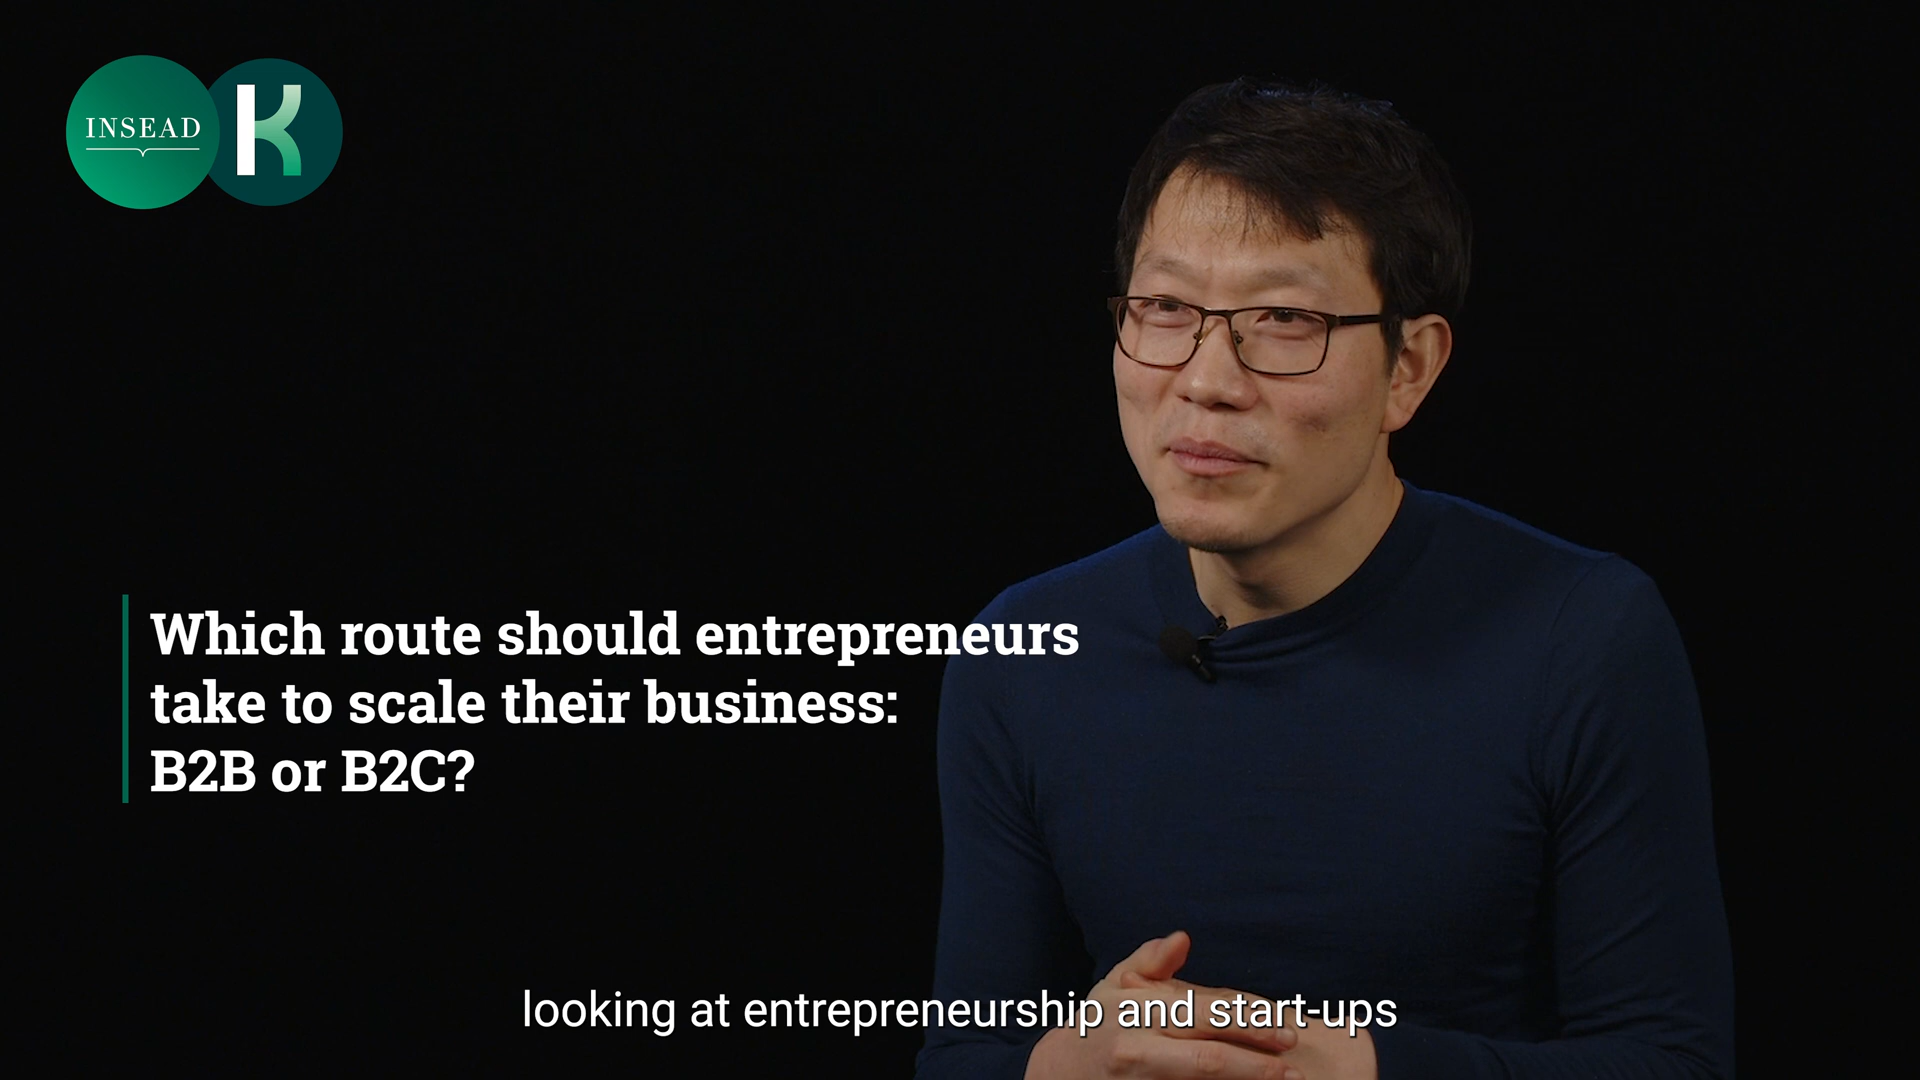 INSEAD
K
Which route should entrepreneurs
take to scale their business:
B2B or B2C?
looking at entrepreneurship and start-ups